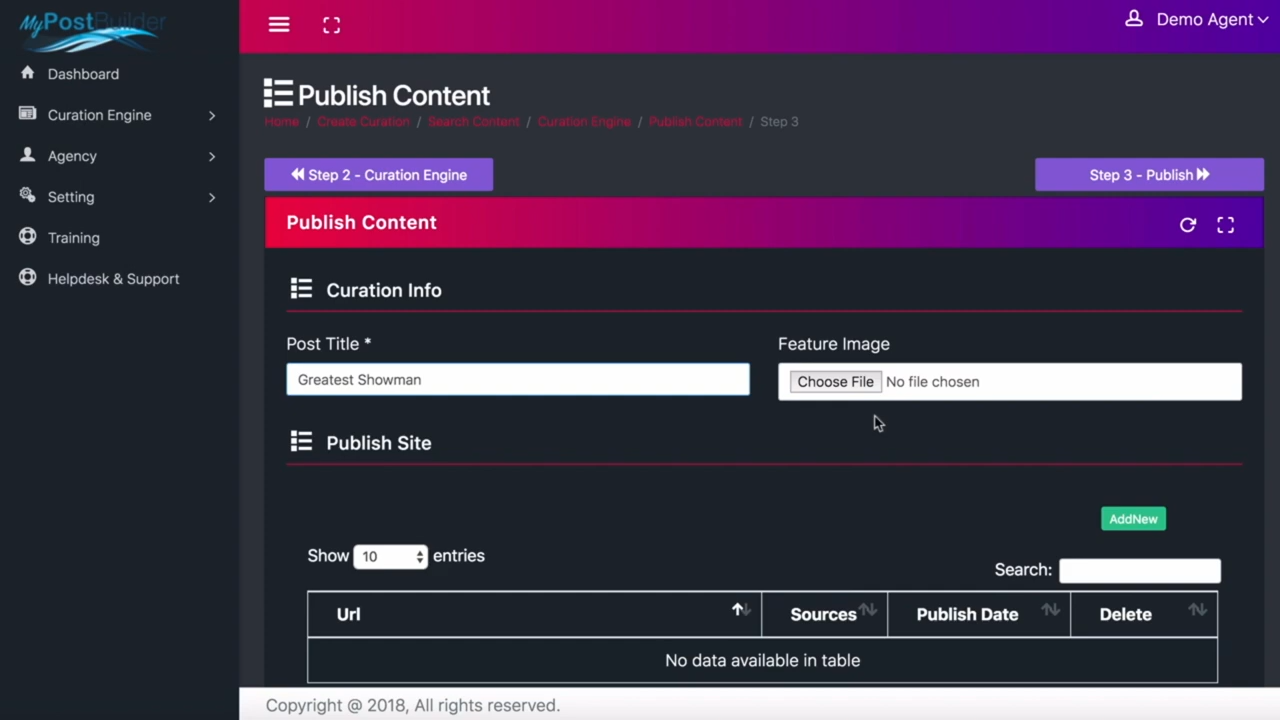 MyPostBuilder
Demo Agent
Dashboard
Curation Engine
Agency
Setting
Training
Helpdesk & Support
Publish Content
Home / Create Curation / Search Content / Curation Engine / Publish Content / Step 3
Step 2 - Curation Engine
Step 3 - Publish
Publish Content
Curation Info
Post Title *
Feature Image
Greatest Showman
Choose File No file chosen
Publish Site
AddNew
Show 10 entries
Search:
Url Sources Publish Date Delete
No data available in table
Copyright @ 2018, All rights reserved.